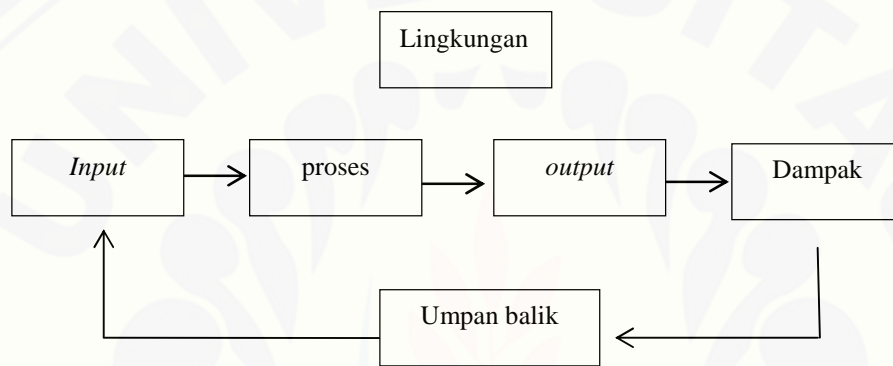 Lingkungan
Input
proses
output
Dampak
Umpan balik